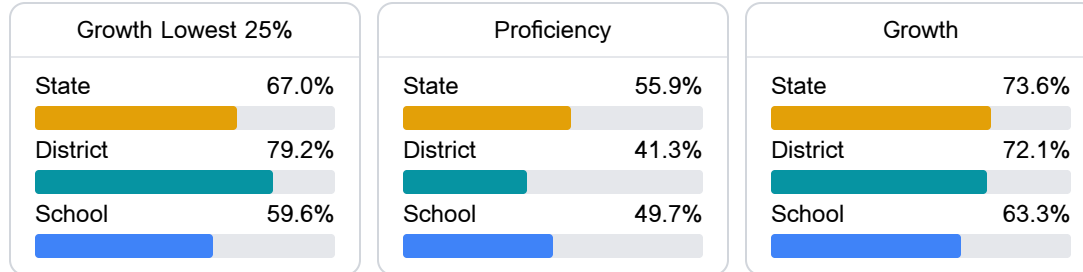 Growth Lowest 25%
State 67.0%
District 79.2%
School 59.6%
Proficiency
State 55.9%
District 41.3%
School 49.7%
Growth
State 73.6%
District 72.1%
School 63.3%